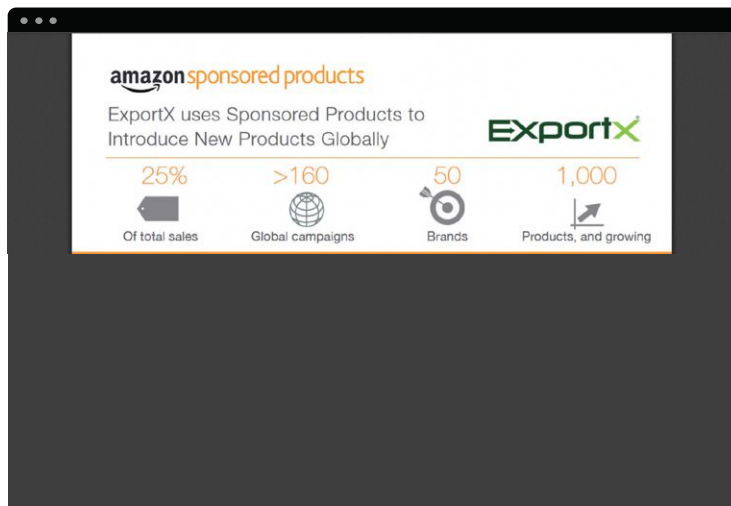 amazon sponsored products
ExportX uses Sponsored Products to
Introduce New Products Globally
Exportx
25%
>160
50
1,000
Of total sales
Global campaigns
Brands
Products, and growing